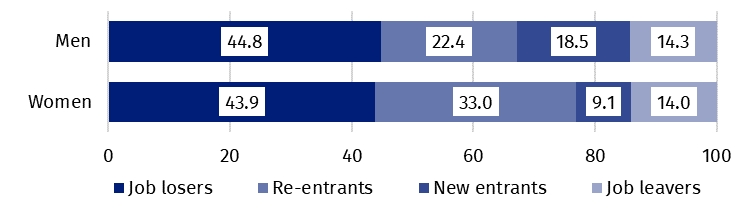 Men 44.8 22.4 18.5 14.3
Women 43.9 33.0 9.1 14.0
0 20 40 60 80 100
Job losers Re-entrants New entrants Job leavers